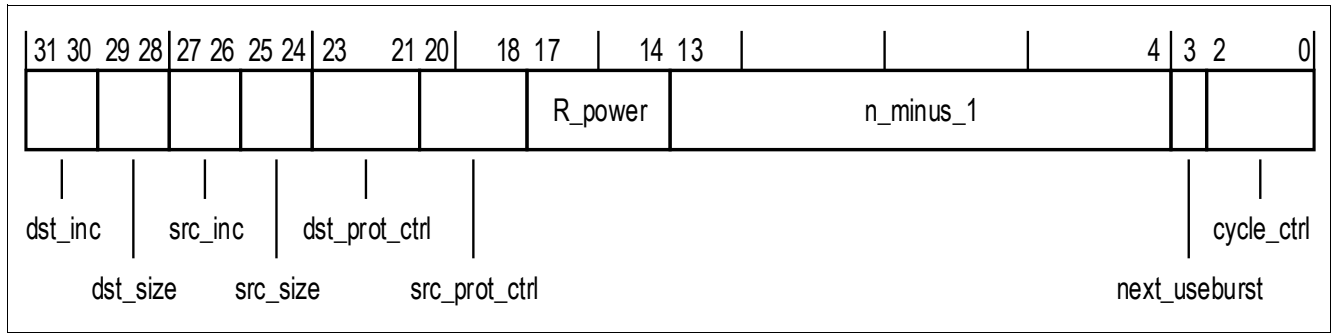 31 30 29 28 27 26 25 24 23 21 20 18 17 14 13 4 3 2 0
R_power n_minus_1
dst_inc src_inc dst_prot_ctrl cycle_ctrl
dst_size src_size src_prot_ctrl next_useburst